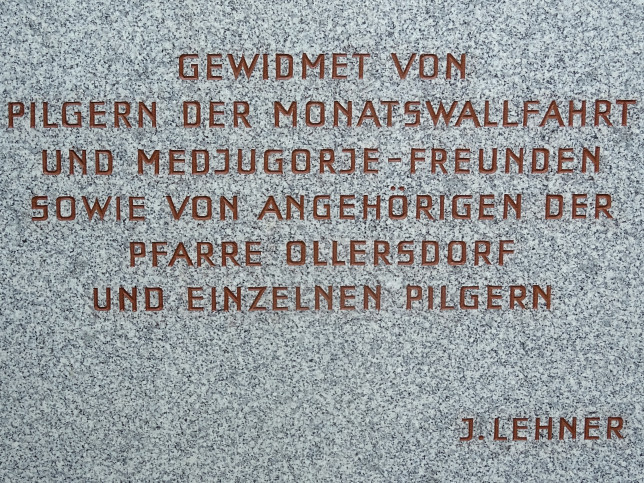 GEWIDMET VON
PILGERN DER MONATSWALLFAHRT
UND MEDJUGORJE-FREUNDEN
SOWIE VON ANGEHÖRIGEN DER
PFARRE OLLERSDORF
UND EINZELNEN PILGERN
J. LEHNER